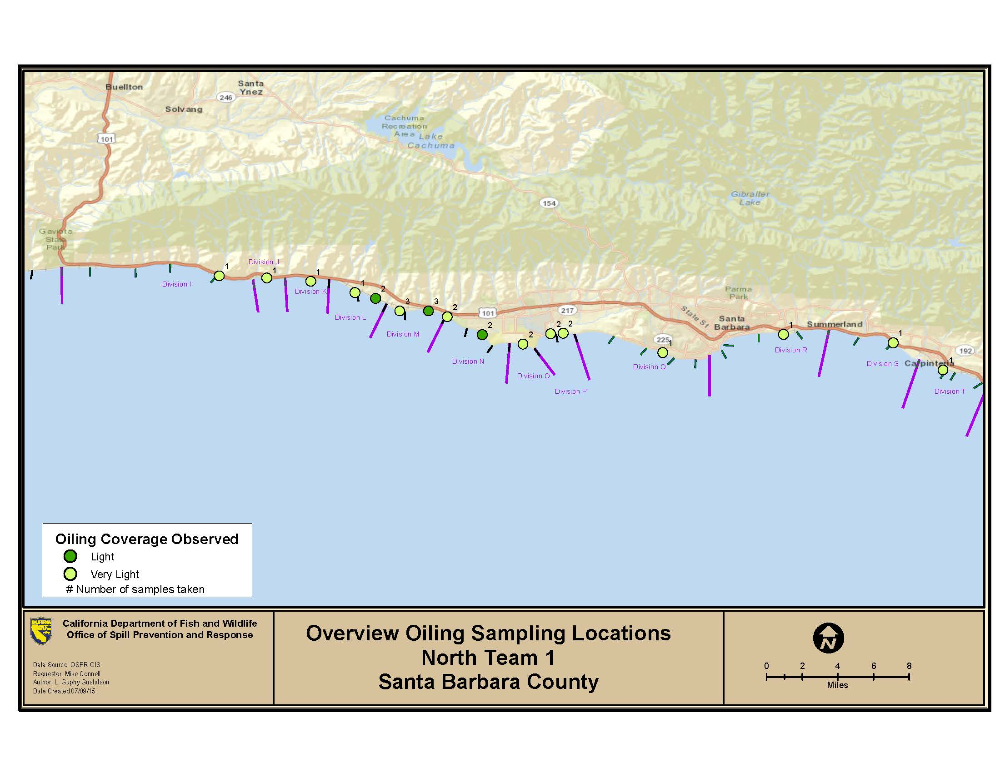 Buellton
Santa
Ynez
246
Solvang
Cachuma
Recreation
Area
Lake
Cachuma
101
154
Gibralter
Lake
Gaviota
State
Park
1
Division J
1
1
Division I
Division K
1
2
Parma
Park
3
3
2
101
217
State St
Santa
Barbara
Summerland
Division L
Division M
2
2
2
2
225
1
1
1
192
Division R
Division N
Division Q
Division S
Carpinteria
1
Division O
Division P
Division T
Oiling Coverage Observed
Light
Very Light
# Number of samples taken
CALIFORNIA
California Department of Fish and Wildlife
Office of Spill Prevention and Response
Data Source: OSPR GIS
Requestor: Mike Connell
Author: L. Guphy Gustafson
Date Created:07/09/15
Overview Oiling Sampling Locations
North Team 1
Santa Barbara County
N
0 2 4 6 8
Miles